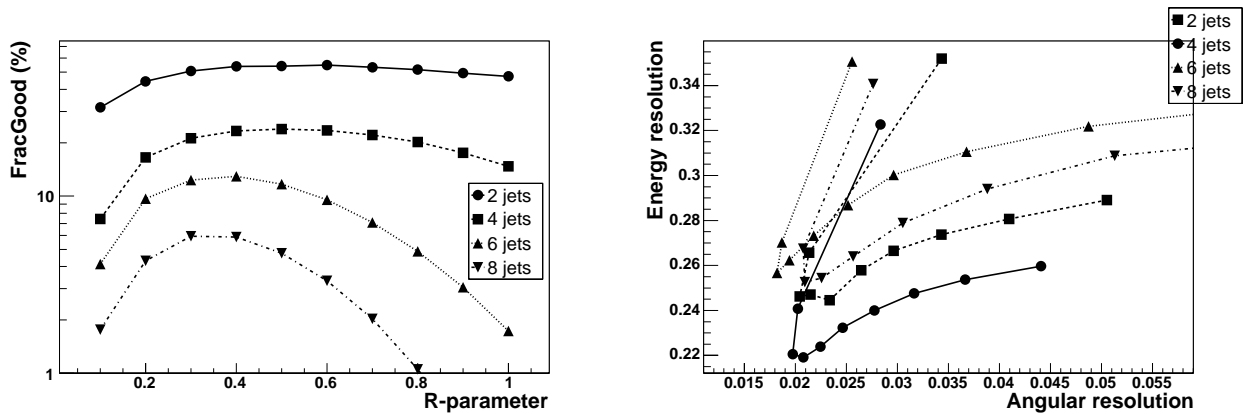 FracGood (%)
10
1
2 jets
4 jets
6 jets
8 jets
0.2 0.4 0.6 0.8 1
R-parameter
Energy resolution
0.34
0.32
0.3
0.28
0.26
0.24
0.22
2 jets
4 jets
6 jets
8 jets
0.015 0.02 0.025 0.03 0.035 0.04 0.045 0.05 0.055
Angular resolution